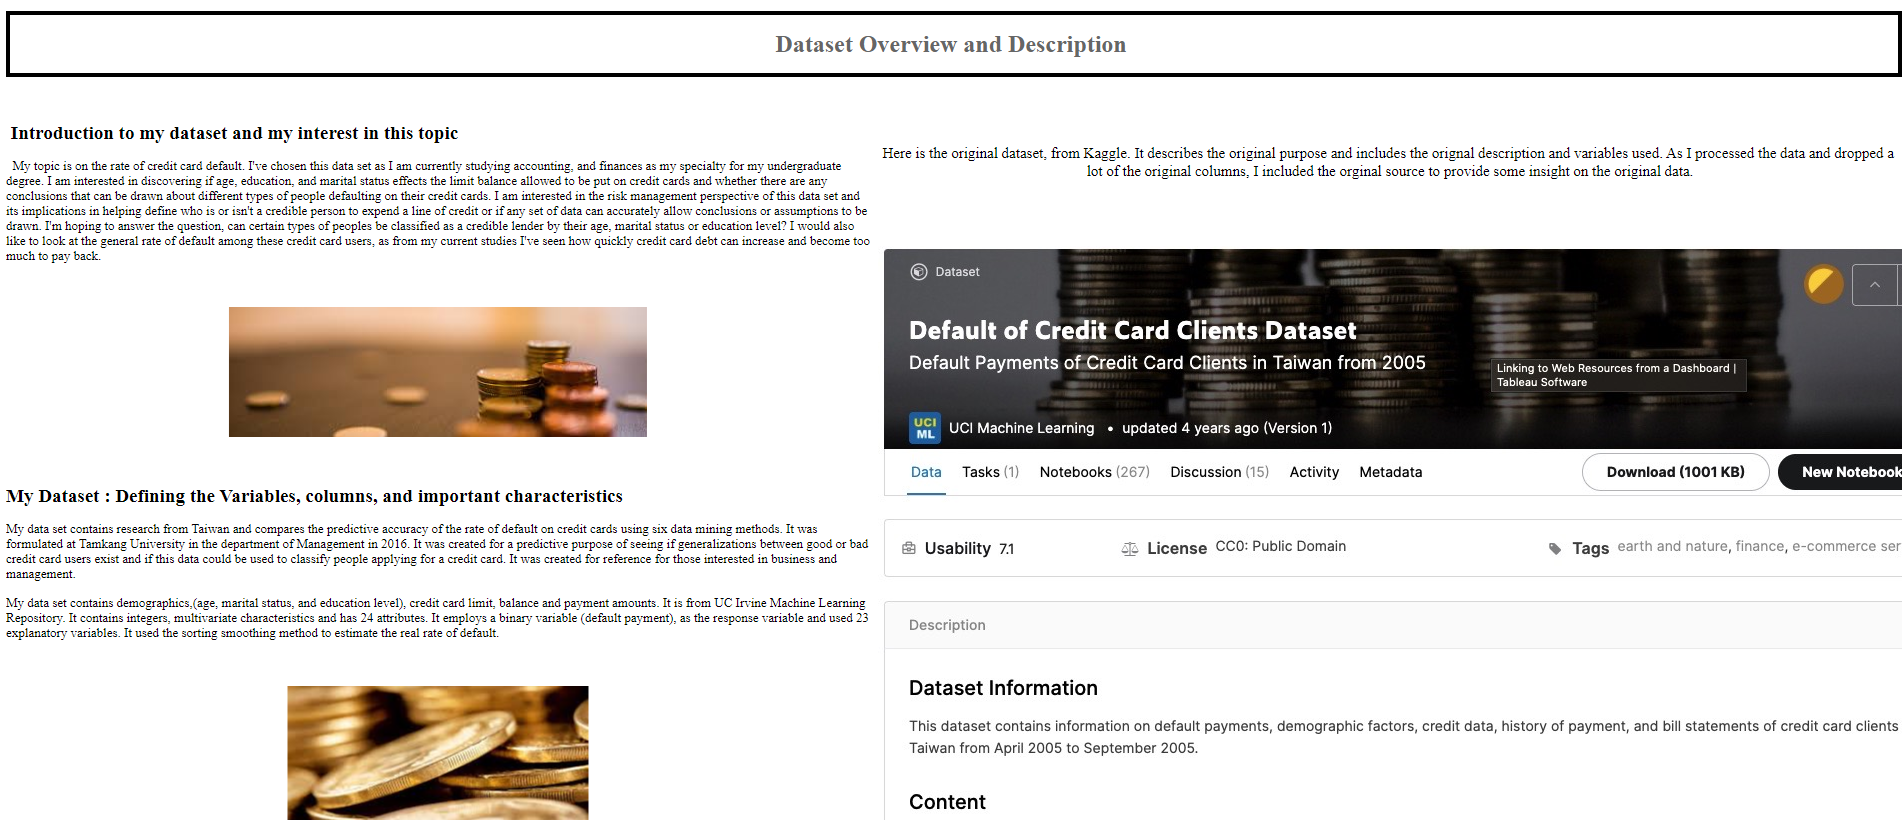 Dataset Overview and Description
Introduction to my dataset and my interest in this topic
My topic is on the rate of credit card default. I've chosen this data set as I am currently studying accounting, and finances as my specialty for my undergraduate
degree. I am interested in discovering if age, education, and marital status effects the limit balance allowed to be put on credit cards and whether there are any
conclusions that can be drawn about different types of people defaulting on their credit cards. I am interested in the risk management perspective of this data set and
its implications in helping define who is or isn't a credible person to expend a line of credit or if any set of data can accurately allow conclusions or assumptions to be
drawn. I'm hoping to answer the question, can certain types of peoples be classified as a credible lender by their age, marital status or education level? I would also
like to look at the general rate of default among these credit card users, as from my current studies I've seen how quickly credit card debt can increase and become too
much to pay back.
My Dataset : Defining the Variables, columns, and important characteristics
My data set contains research from Taiwan and compares the predictive accuracy of the rate of default on credit cards using six data mining methods. It was
formulated at Tamkang University in the department of Management in 2016. It was created for a predictive purpose of seeing if generalizations between good or bad
credit card users exist and if this data could be used to classify people applying for a credit card. It was created for reference for those interested in business and
management.
My data set contains demographics,(age, marital status, and education level), credit card limit, balance and payment amounts. It is from UC Irvine Machine Learning
Repository. It contains integers, multivariate characteristics and has 24 attributes. It employs a binary variable (default payment), as the response variable and used 23
explanatory variables. It used the sorting smoothing method to estimate the real rate of default.
Here is the original dataset, from Kaggle. It describes the original purpose and includes the orignal description and variables used. As I processed the data and dropped a
lot of the original columns, I included the orginal source to provide some insight on the original data.
Dataset
Default of Credit Card Clients Dataset
Default Payments of Credit Card Clients in Taiwan from 2005
Linking to Web Resources from a Dashboard |
Tableau Software
UCI
ML
UCI Machine Learning • updated 4 years ago (Version 1)
Data Tasks (1) Notebooks (267) Discussion (15) Activity Metadata Download (1001 KB) New Notebook
Usability 7.1 License CC0: Public Domain Tags earth and nature, finance, e-commerce ser
Description
Dataset Information
This dataset contains information on default payments, demographic factors, credit data, history of payment, and bill statements of credit card clients
Taiwan from April 2005 to September 2005.
Content